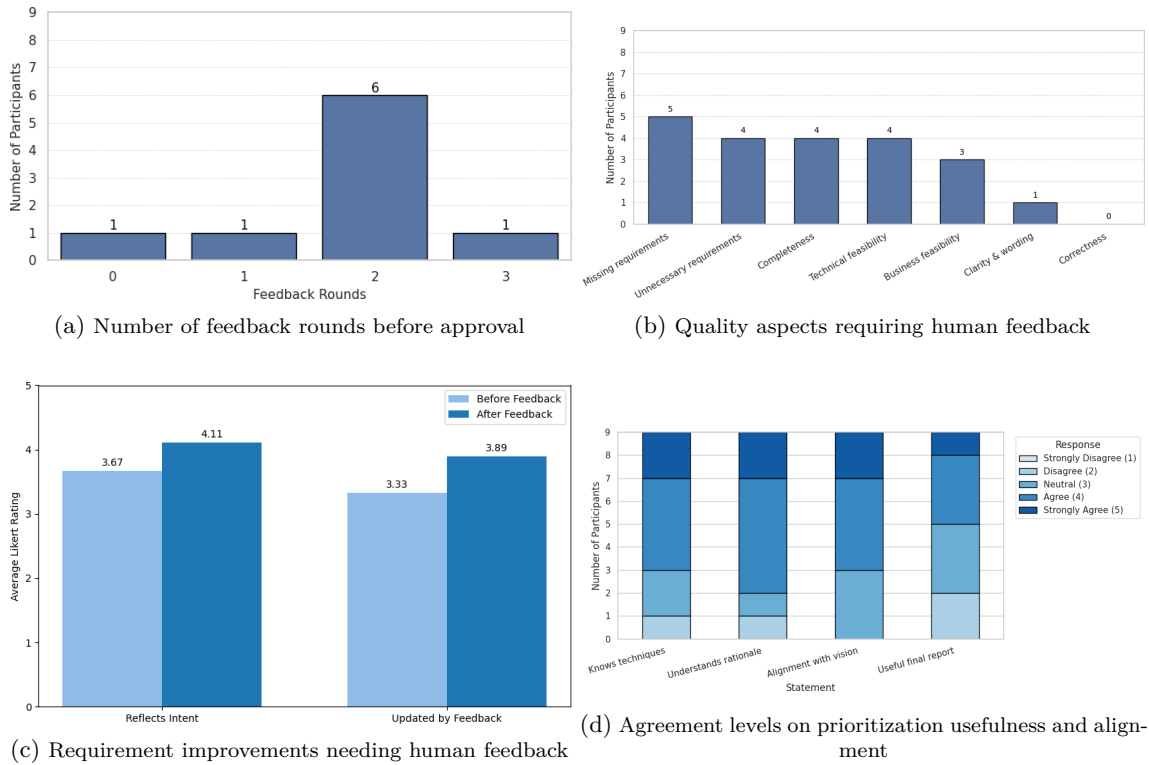 9
8
7
6
5
4
3
2
1
0
Number of Participants
1
1
6
1
0
1
2
3
Feedback Rounds
(a) Number of feedback rounds before approval
9
8
7
6
5
4
3
2
1
0
Number of Participants
5
4
4
4
3
1
0
Missing requirements
Unnecessary requirements
Completeness
Technical feasibility
Business feasibility
Clarity & wording
Correctness
(b) Quality aspects requiring human feedback
5
4
3
2
1
0
Average Likert Rating
Before Feedback
After Feedback
3.67
4.11
3.33
3.89
Reflects Intent
Updated by Feedback
(c) Requirement improvements needing human feedback
9
8
7
6
5
4
3
2
1
0
Number of Participants
Knows techniques
Understands rationale
Alignment with vision
Useful final report
Statement
Response
Strongly Disagree (1)
Disagree (2)
Neutral (3)
Agree (4)
Strongly Agree (5)
(d) Agreement levels on prioritization usefulness and align-
ment